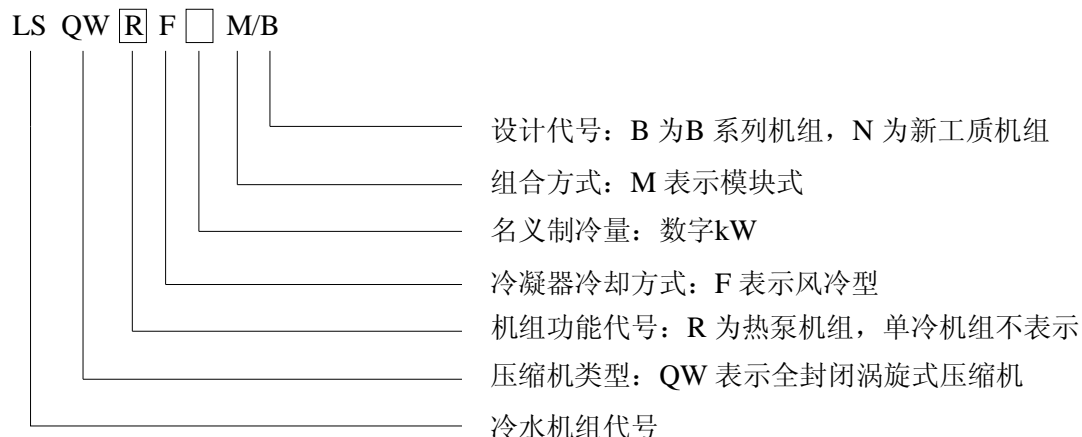 LS QW R F M/B
设计代号：B 为B 系列机组，N 为新工质机组
组合方式：M 表示模块式
名义制冷量：数字kW
冷凝器冷却方式：F 表示风冷型
机组功能代号：R 为热泵机组，单冷机组不表示
压缩机类型：QW 表示全封闭涡旋式压缩机
冷水机组代号